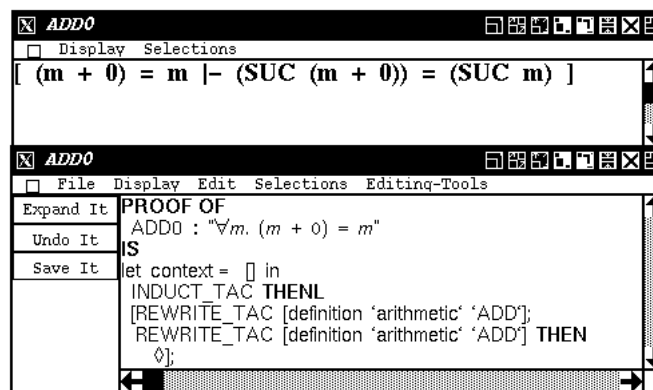 ADD0
Display Selections
[ (m + 0) = m |- (SUC (m + 0)) = (SUC m) ]
ADD0
File Display Edit Selections Editing-Tools
Expand It
Undo It
Save It
PROOF OF
ADD0 : "∀m. (m + 0) = m"
IS
let context = [] in
INDUCT_TAC THENL
[REWRITE_TAC [definition ‘arithmetic‘ ‘ADD‘];
REWRITE_TAC [definition ‘arithmetic‘ ‘ADD‘] THEN
◊];